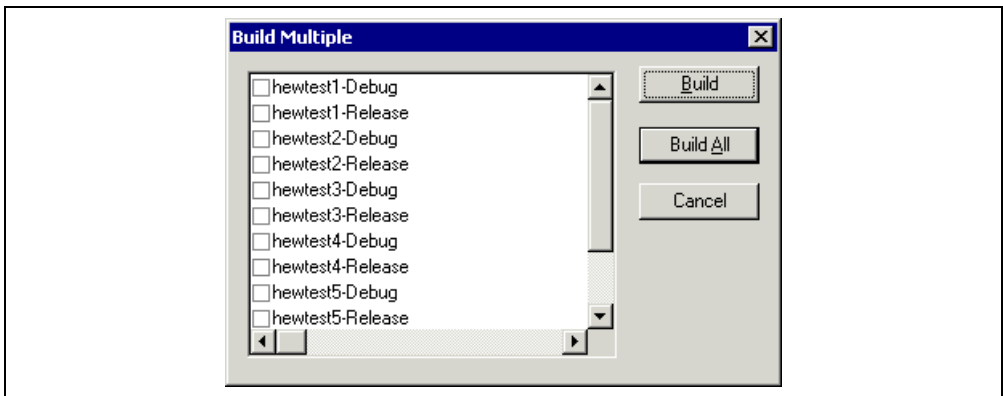 Build Multiple
hewtest1-Debug
hewtest1-Release
hewtest2-Debug
hewtest2-Release
hewtest3-Debug
hewtest3-Release
hewtest4-Debug
hewtest4-Release
hewtest5-Debug
hewtest5-Release
Build
Build All
Cancel